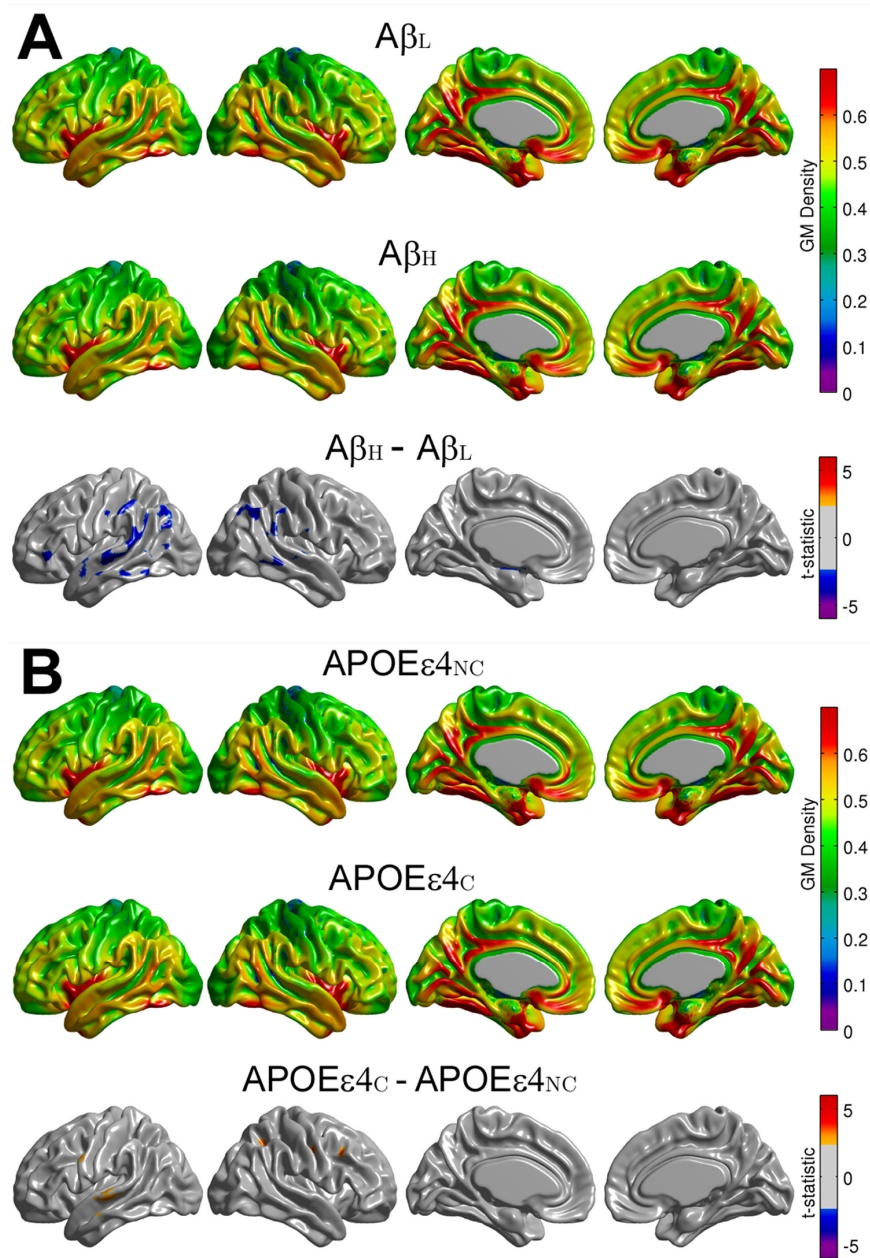 A
AβL
0.6
0.5
0.4
0.3
0.2
0.1
0
GM Density
AβH
AβH - AβL
5
0
-5
t-statistic
B
APOEε4NC
0.6
0.5
0.4
0.3
0.2
0.1
0
GM Density
APOEε4C
APOEε4C - APOEε4NC
5
0
-5
t-statistic